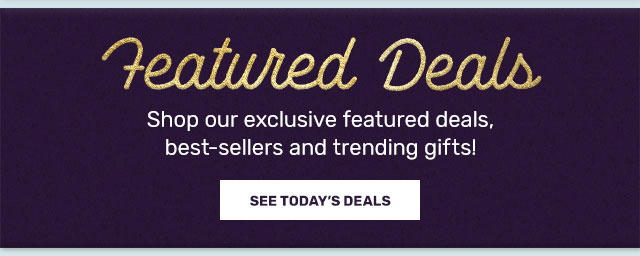 Featured Deals
Shop our exclusive featured deals,
best-sellers and trending gifts!
SEE TODAY'S DEALS